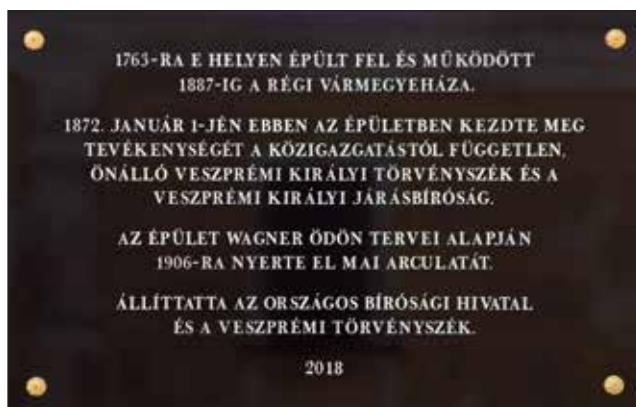 1763-RA E HELYEN ÉPÜLT FEL ÉS MŰKÖDÖTT
1887-IG A RÉGI VÁRMEGYEHÁZA.
1872. JANUÁR 1-JÉN EBBEN AZ ÉPÜLETBEN KEZDTE MEG
TEVÉKENYSÉGÉT A KÖZIGAZGATÁSTÓL FÜGGETLEN,
ÖNÁLLÓ VESZPRÉMI KIRÁLYI TÖRVÉNYSZÉK ÉS A
VESZPRÉMI KIRÁLYI JÁRÁSBÍRÓSÁG.
AZ ÉPÜLET WAGNER ÖDÖN TERVEI ALAPJÁN
1906-RA NYERTE EL MAI ARCULATÁT.
ÁLLÍTTATTA AZ ORSZÁGOS BÍRÓSÁGI HIVATAL
ÉS A VESZPRÉMI TÖRVÉNYSZÉK.
2018